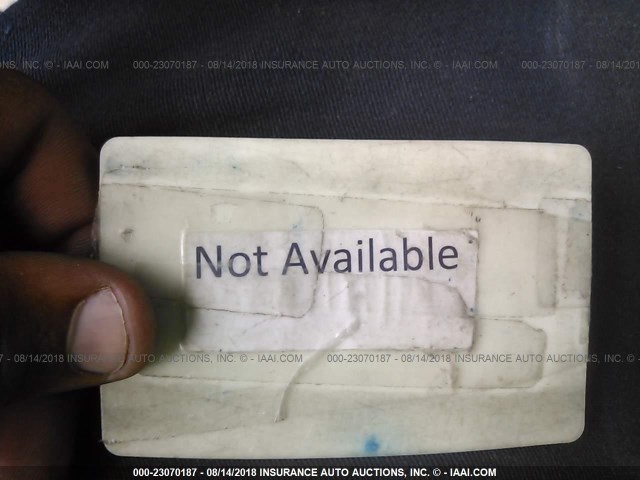 000-23070187 - 08/14/2018 INSURANCE AUTO AUCTIONS, INC. © - IAAI.COM
Not Available
000-23070187 - 08/14/2018 INSURANCE AUTO AUCTIONS, INC. © - IAAI.COM
000-23070187 - 08/14/2018 INSURANCE AUTO AUCTIONS, INC. © - IAAI.COM